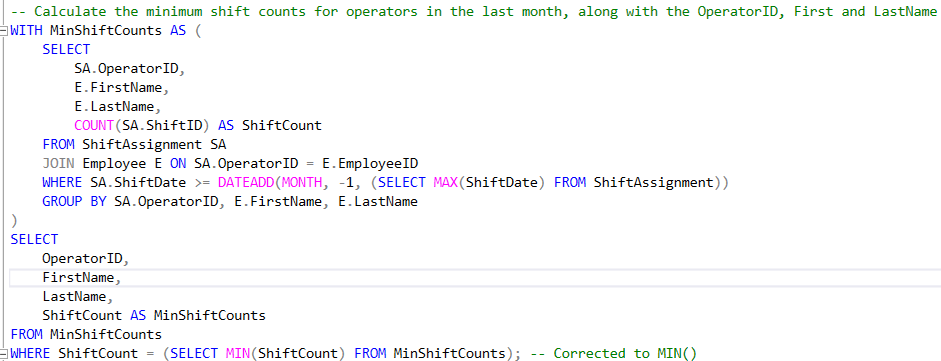 -- Calculate the minimum shift counts for operators in the last month, along with the OperatorID, First and LastName
WITH MinShiftCounts AS (
    SELECT
        SA.OperatorID,
        E.FirstName,
        E.LastName,
        COUNT(SA.ShiftID) AS ShiftCount
    FROM ShiftAssignment SA
    JOIN Employee E ON SA.OperatorID = E.EmployeeID
    WHERE SA.ShiftDate >= DATEADD(MONTH, -1, (SELECT MAX(ShiftDate) FROM ShiftAssignment))
    GROUP BY SA.OperatorID, E.FirstName, E.LastName
)
SELECT
    OperatorID,
    FirstName,
    LastName,
    ShiftCount AS MinShiftCounts
FROM MinShiftCounts
WHERE ShiftCount = (SELECT MIN(ShiftCount) FROM MinShiftCounts); -- Corrected to MIN()